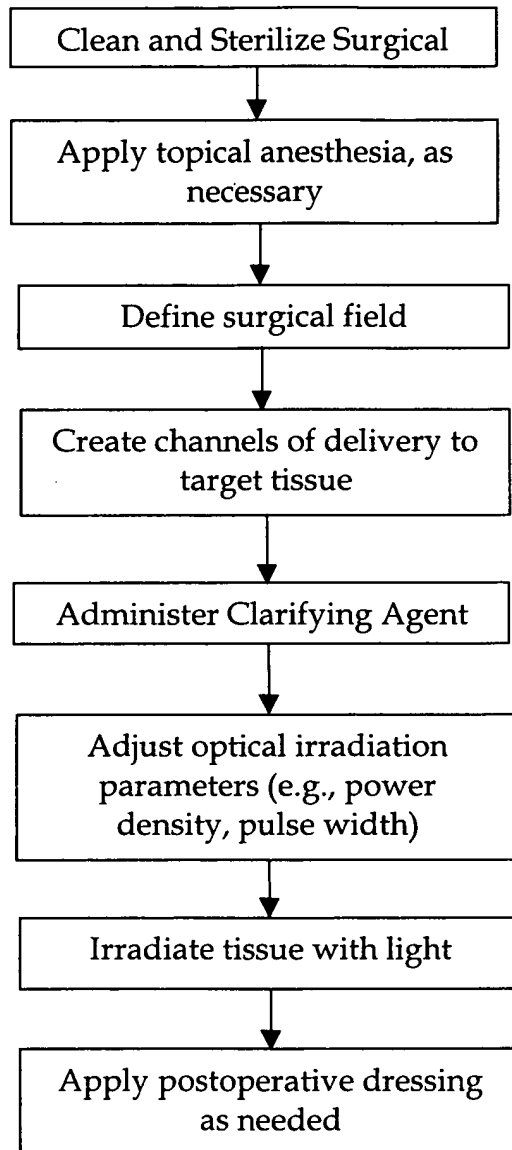 Clean and Sterilize Surgical
Apply topical anesthesia, as
necessary
Define surgical field
Create channels of delivery to
target tissue
Administer Clarifying Agent
Adjust optical irradiation
parameters (e.g., power
density, pulse width)
Irradiate tissue with light
Apply postoperative dressing
as needed